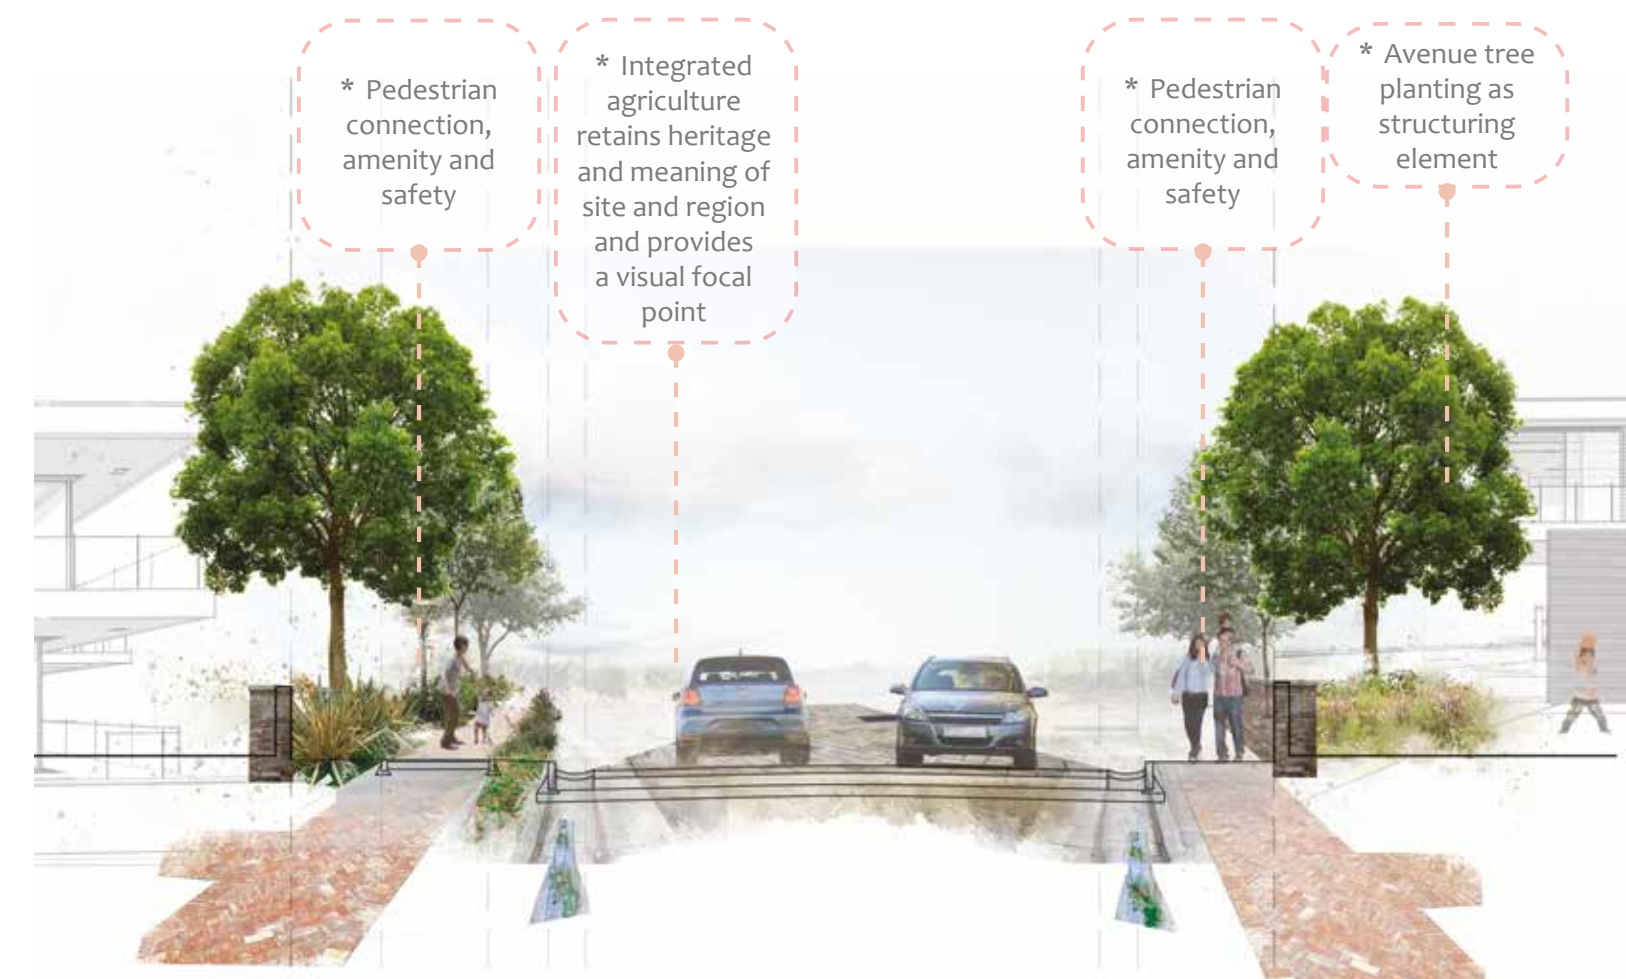 * Pedestrian
connection,
amenity and
safety
* Integrated
agriculture
retains heritage
and meaning of
site and region
and provides
a visual focal
point
* Pedestrian
connection,
amenity and
safety
* Avenue tree
planting as
structuring
element